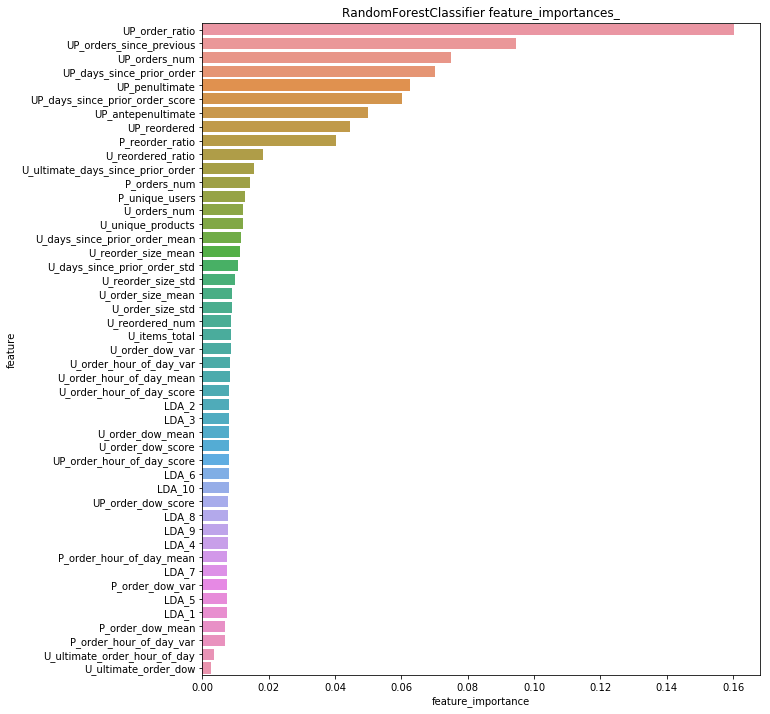 RandomForestClassifier feature_importances_
feature
UP_order_ratio
UP_orders_since_previous
UP_orders_num
UP_days_since_prior_order
UP_penultimate
UP_days_since_prior_order_score
UP_antepenultimate
UP_reordered
P_reorder_ratio
U_reordered_ratio
U_ultimate_days_since_prior_order
P_orders_num
P_unique_users
U_orders_num
U_unique_products
U_days_since_prior_order_mean
U_reorder_size_mean
U_days_since_prior_order_std
U_reorder_size_std
U_order_size_mean
U_order_size_std
U_reordered_num
U_items_total
U_order_dow_var
U_order_hour_of_day_var
U_order_hour_of_day_mean
U_order_hour_of_day_score
LDA_2
LDA_3
U_order_dow_mean
U_order_dow_score
UP_order_hour_of_day_score
LDA_6
LDA_10
UP_order_dow_score
LDA_8
LDA_9
LDA_4
P_order_hour_of_day_mean
LDA_7
P_order_dow_var
LDA_5
LDA_1
P_order_dow_mean
P_order_hour_of_day_var
U_ultimate_order_hour_of_day
U_ultimate_order_dow
0.00 0.02 0.04 0.06 0.08 0.10 0.12 0.14 0.16
feature_importance